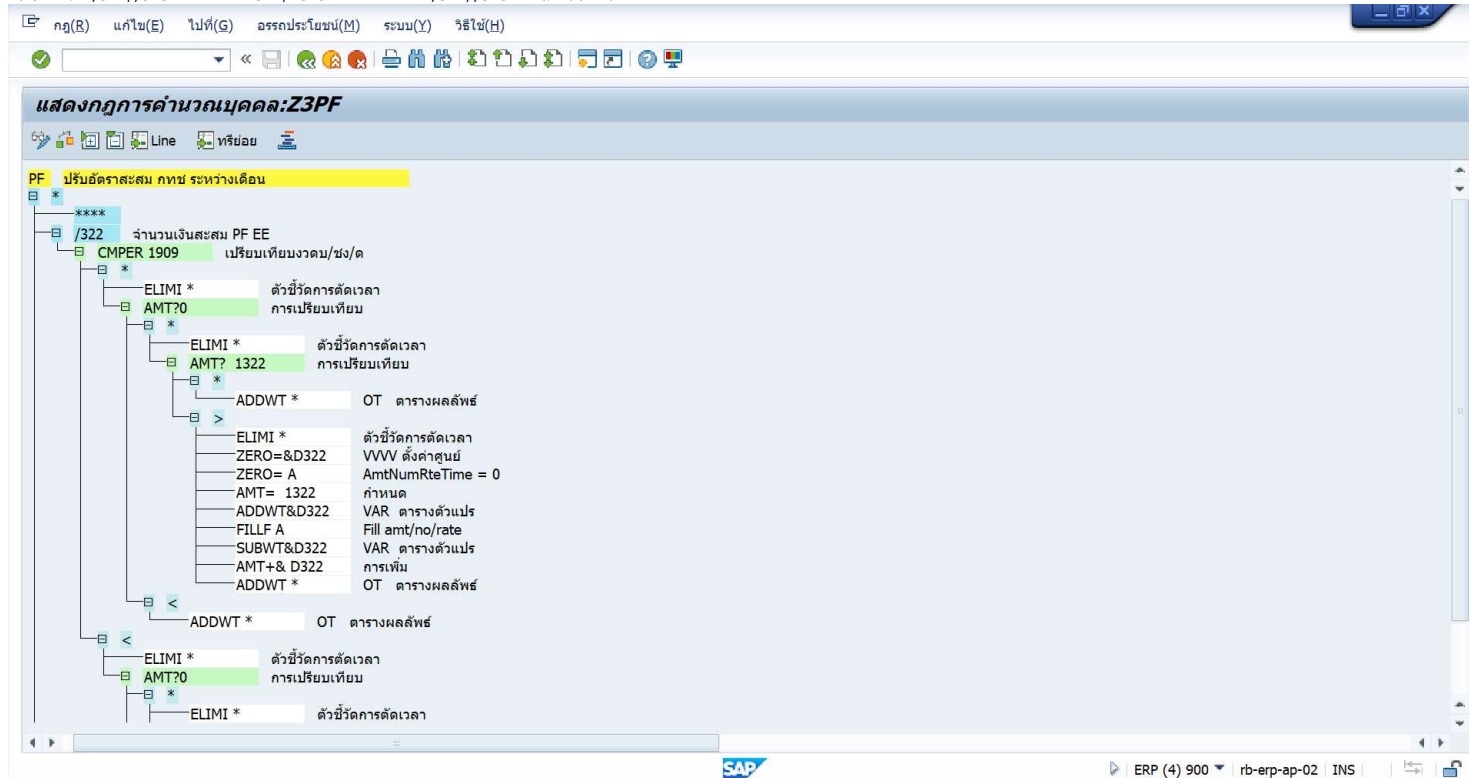 กฎ(R) แก้ไข(E) ไปที่(G) อรรถประโยชน์(M) ระบบ(Y) วิธีใช้(H)
แสดงกฎการคำนวณบุคคล:Z3PF
Line ทรีย่อย
PF ปรับอัตราสะสม กทช ระหว่างเดือน
*
****
/322 จำนวนเงินสะสม PF EE
CMPER 1909 เปรียบเทียบงวดบ/ชง/ด
*
ELIMI * ตัวชี้วัดการตัดเวลา
AMT?0 การเปรียบเทียบ
*
ELIMI * ตัวชี้วัดการตัดเวลา
AMT? 1322 การเปรียบเทียบ
*
ADDWT * OT ตารางผลลัพธ์
>
ELIMI * ตัวชี้วัดการตัดเวลา
ZERO=&D322 VVVV ตั้งค่าศูนย์
ZERO= A AmtNumRteTime = 0
AMT= 1322 กำหนด
ADDWT&D322 VAR ตารางตัวแปร
FILLF A Fill amt/no/rate
SUBWT&D322 VAR ตารางตัวแปร
AMT+& D322 การเพิ่ม
ADDWT * OT ตารางผลลัพธ์
<
ADDWT * OT ตารางผลลัพธ์
<
ELIMI * ตัวชี้วัดการตัดเวลา
AMT?0 การเปรียบเทียบ
*
ELIMI * ตัวชี้วัดการตัดเวลา
SAP ERP (4) 900 rb-erp-ap-02 INS